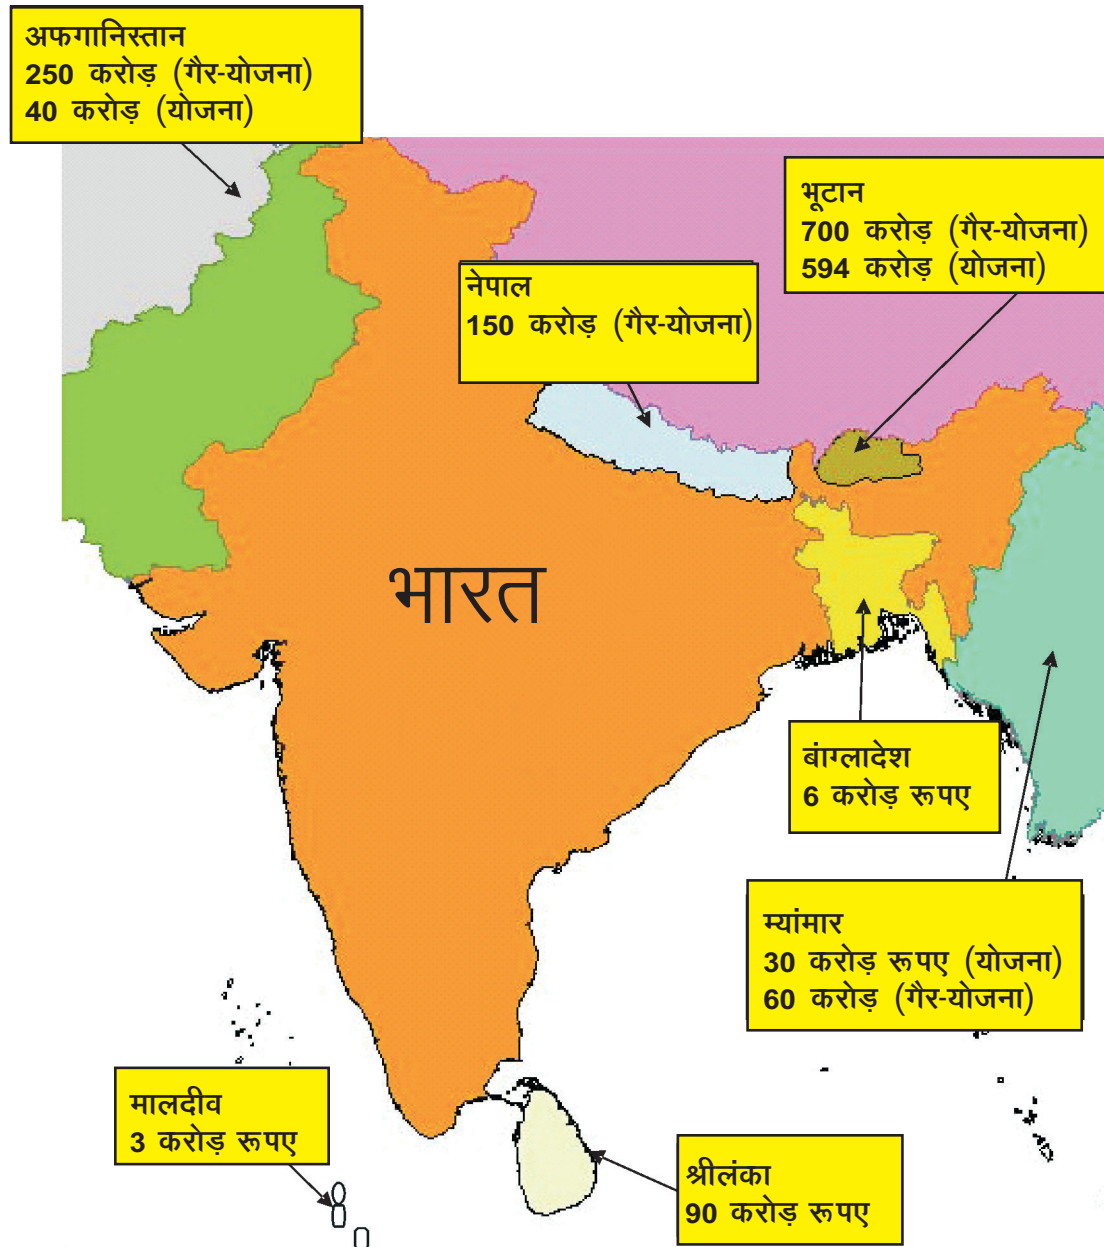 अफगानिस्तान
250 करोड़ (गैर-योजना)
40 करोड़ (योजना)
भूटान
700 करोड़ (गैर-योजना)
594 करोड़ (योजना)
नेपाल
150 करोड़ (गैर-योजना)
भारत
बांग्लादेश
6 करोड़ रूपए
म्यांमार
30 करोड़ रूपए (योजना)
60 करोड़ (गैर-योजना)
मालदीव
3 करोड़ रूपए
श्रीलंका
90 करोड़ रूपए